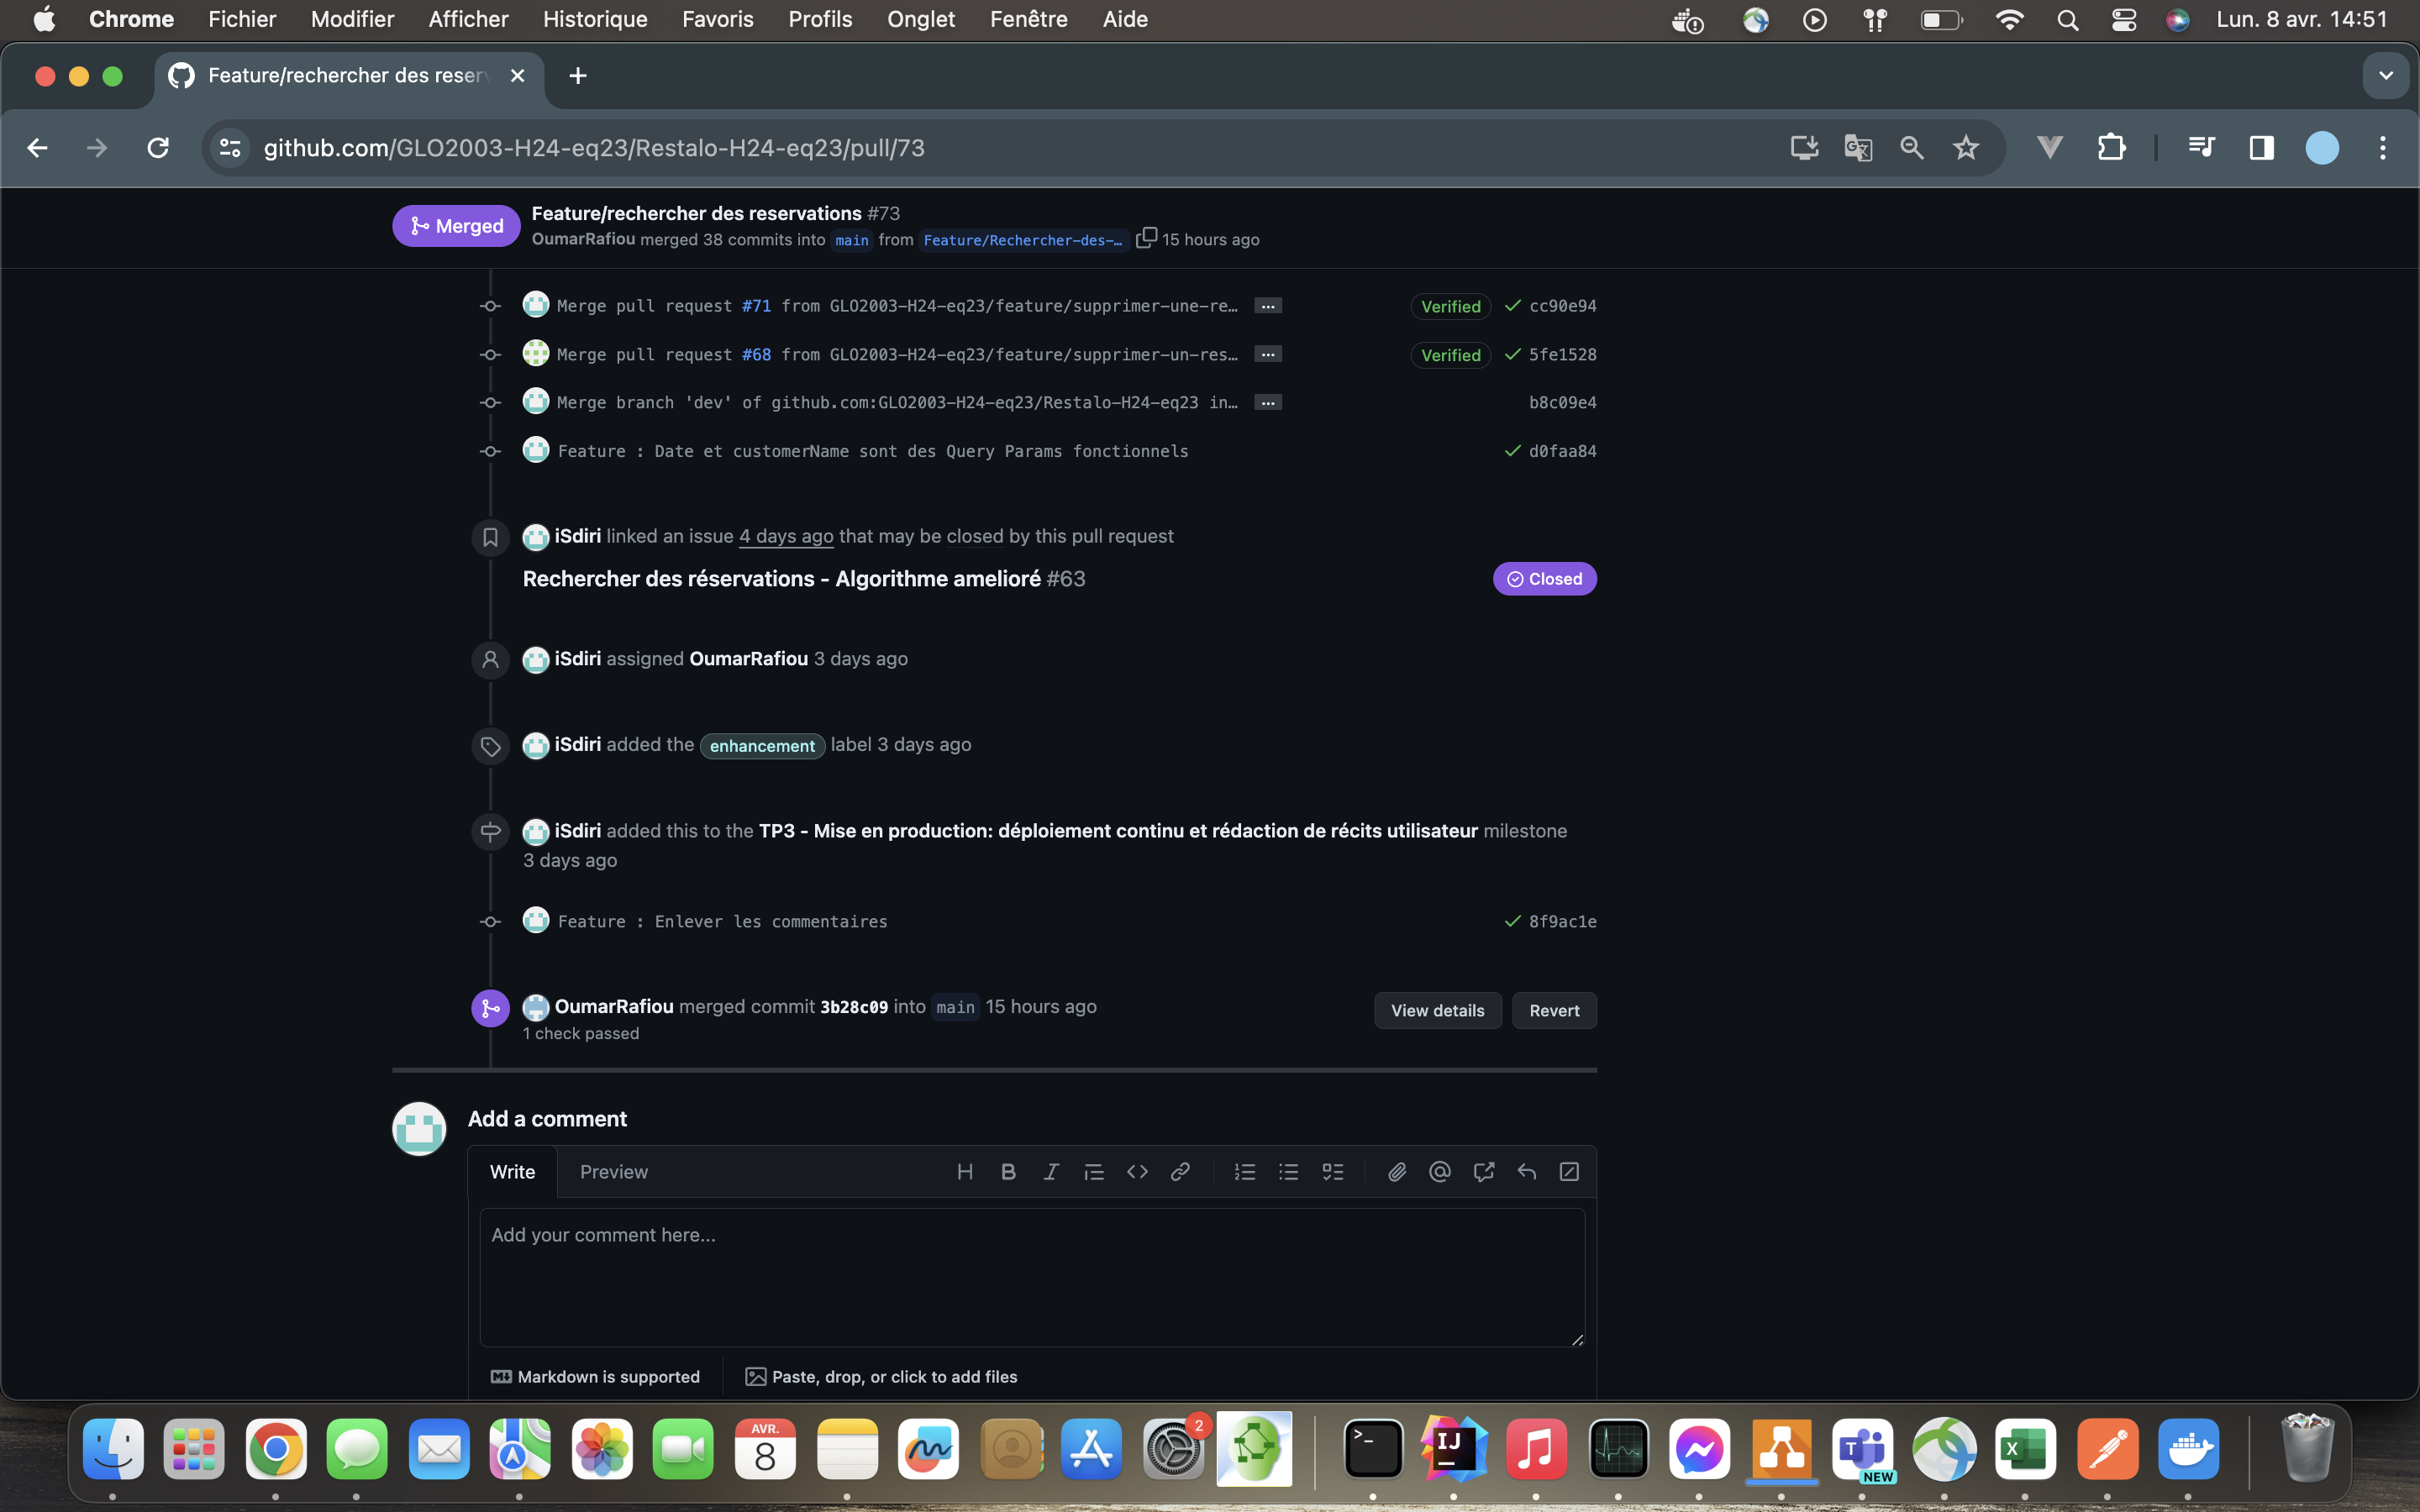 Chrome Fichier Modifier Afficher Historique Favoris Profils Onglet Fenêtre Aide Lun. 8 avr. 14:51
Feature/rechercher des reser
github.com/GLO2003-H24-eq23/Restalo-H24-eq23/pull/73
Merged
Feature/rechercher des reservations #73
OumarRafiou merged 38 commits into main from Feature/Rechercher-des-… 15 hours ago
Merge pull request #71 from GLO2003-H24-eq23/feature/supprimer-une-re… … Verified cc90e94
Merge pull request #68 from GLO2003-H24-eq23/feature/supprimer-un-res… … Verified 5fe1528
Merge branch 'dev' of github.com:GLO2003-H24-eq23/Restalo-H24-eq23 in… … b8c09e4
Feature : Date et customerName sont des Query Params fonctionnels d0faa84
iSdiri linked an issue 4 days ago that may be closed by this pull request
Rechercher des réservations - Algorithme amelioré #63 Closed
iSdiri assigned OumarRafiou 3 days ago
iSdiri added the enhancement label 3 days ago
iSdiri added this to the TP3 - Mise en production: déploiement continu et rédaction de récits utilisateur milestone
3 days ago
Feature : Enlever les commentaires 8f9ac1e
OumarRafiou merged commit 3b28c09 into main 15 hours ago View details Revert
1 check passed
Add a comment
Write Preview
Add your comment here...
Markdown is supported Paste, drop, or click to add files
AVR.
8
2
IJ
T
NEW
X